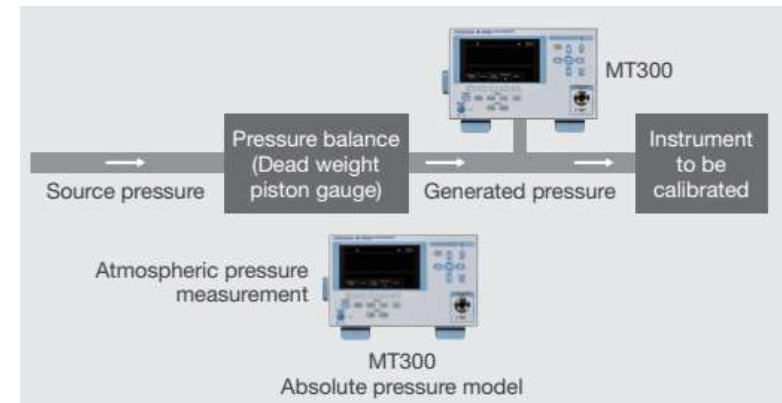 MT300
Pressure balance
(Dead weight
piston gauge)
Instrument
to be
calibrated
Source pressure
Generated pressure
Atmospheric pressure
measurement
MT300
Absolute pressure model